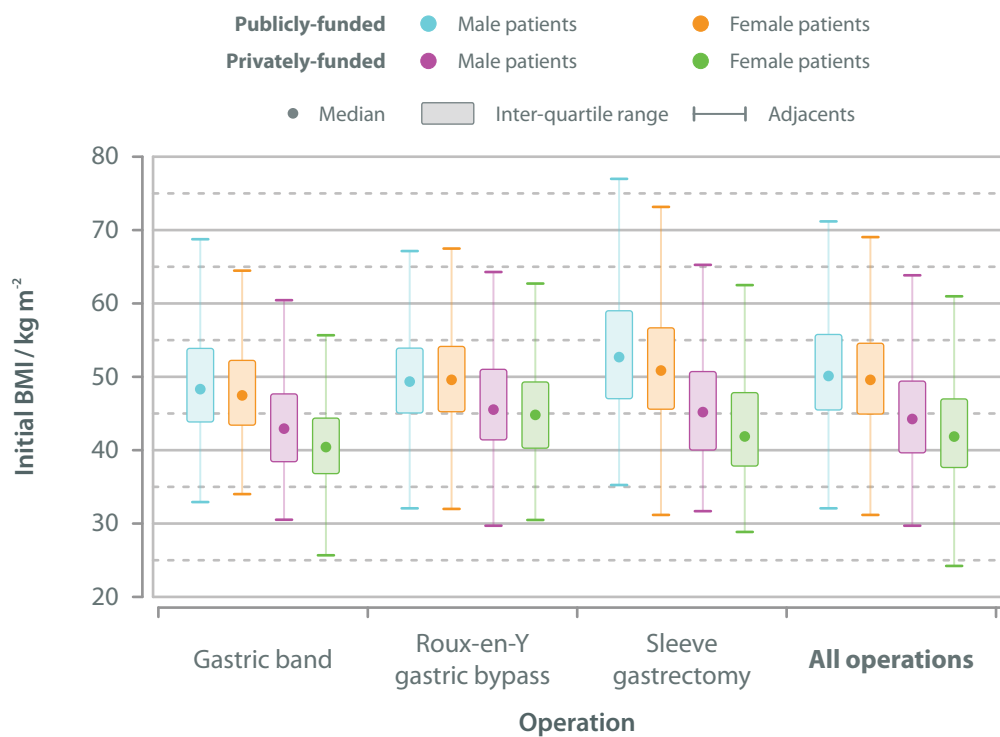 Publicly-funded Male patients Female patients
Privately-funded Male patients Female patients
Median Inter-quartile range Adjacents
Initial BMI / kg m-2
80
70
60
50
40
30
20
Gastric band
Roux-en-Y
gastric bypass
Sleeve
gastrectomy
All operations
Operation